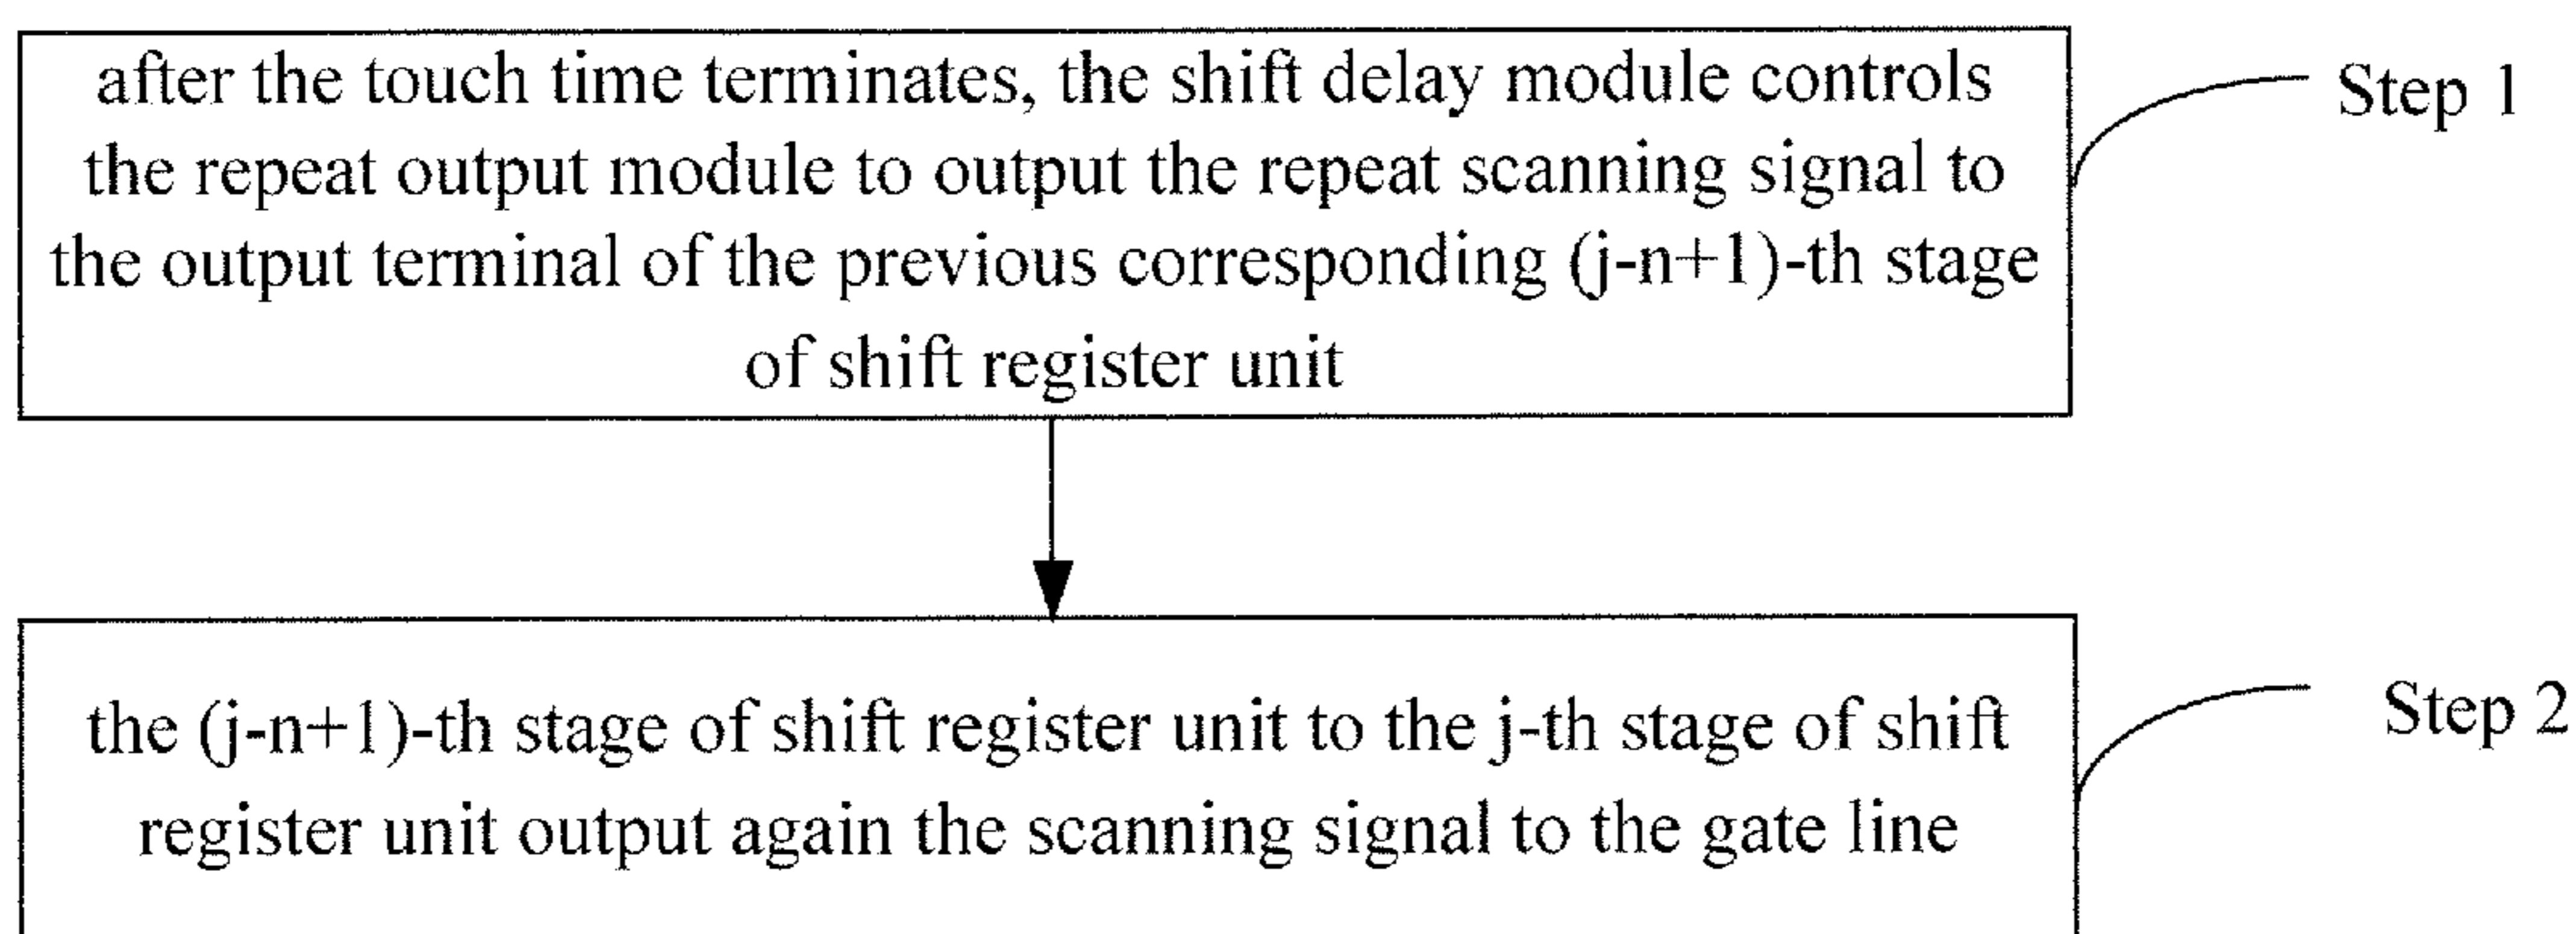 after the touch time terminates, the shift delay module controls
the repeat output module to output the repeat scanning signal to
the output terminal of the previous corresponding (j-n+1)-th stage
of shift register unit
Step 1
the (j-n+1)-th stage of shift register unit to the j-th stage of shift
register unit output again the scanning signal to the gate line
Step 2